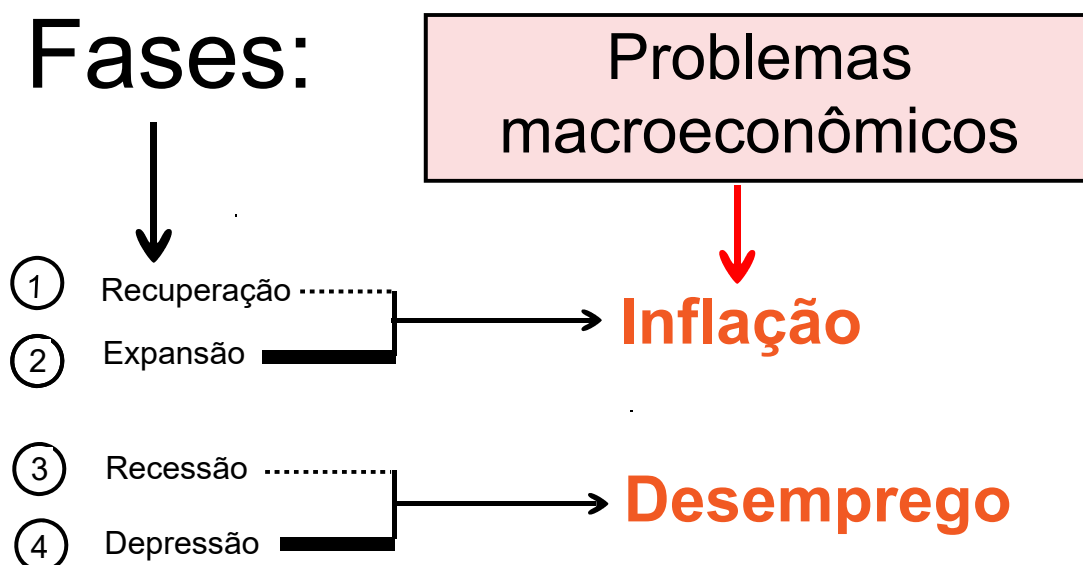 Fases:
Problemas
macroeconômicos
1 Recuperação
2 Expansão
Inflação
3 Recessão
4 Depressão
Desemprego